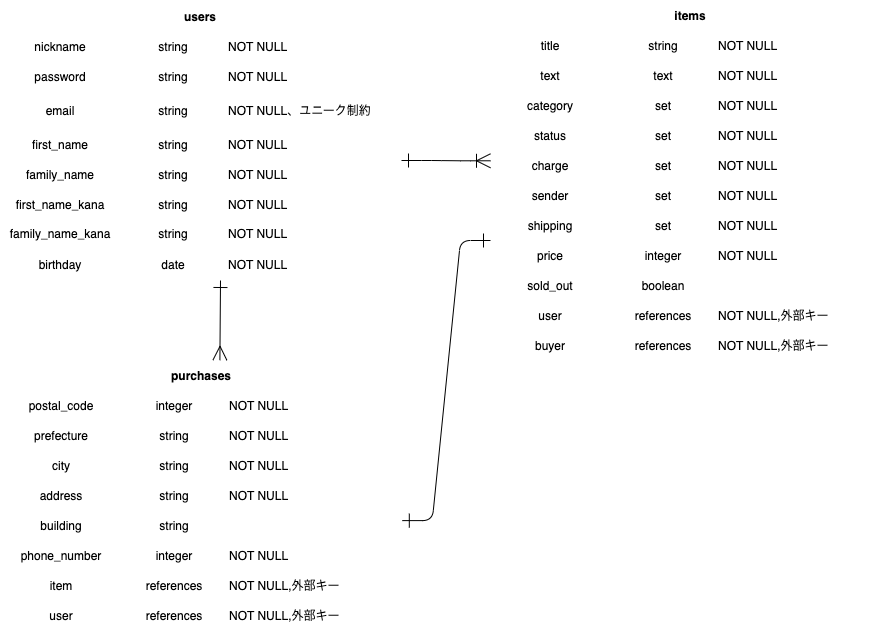 users
nickname string NOT NULL
password string NOT NULL
email string NOT NULL、ユニーク制約
first_name string NOT NULL
family_name string NOT NULL
first_name_kana string NOT NULL
family_name_kana string NOT NULL
birthday date NOT NULL
items
title string NOT NULL
text text NOT NULL
category set NOT NULL
status set NOT NULL
charge set NOT NULL
sender set NOT NULL
shipping set NOT NULL
price integer NOT NULL
sold_out boolean
user references NOT NULL,外部キー
buyer references NOT NULL,外部キー
purchases
postal_code integer NOT NULL
prefecture string NOT NULL
city string NOT NULL
address string NOT NULL
building string
phone_number integer NOT NULL
item references NOT NULL,外部キー
user references NOT NULL,外部キー